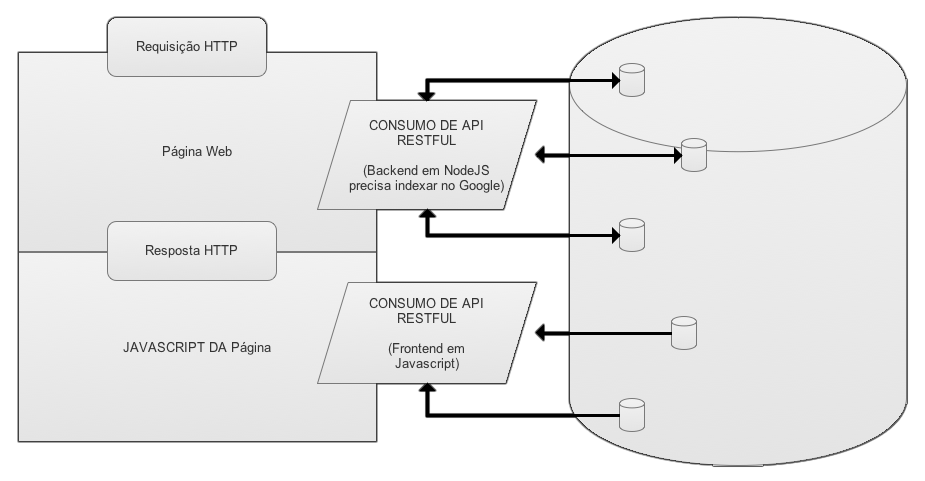 Requisição HTTP
Página Web
CONSUMO DE API
RESTFUL
(Backend em NodeJS
precisa indexar no Google)
Resposta HTTP
JAVASCRIPT DA Página
CONSUMO DE API
RESTFUL
(Frontend em
Javascript)